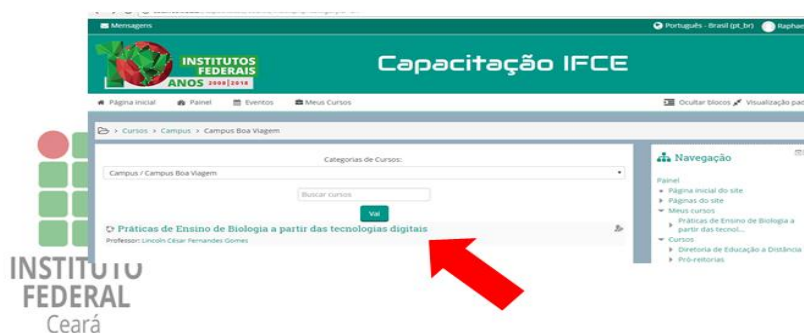 Mensagens
Português - Brasil (pt_br)
INSTITUTOS
FEDERAIS
ANOS 2008|2018
Capacitação IFCE
Página inicial Painel Eventos Meus Cursos
Ocultar blocos Visualização
> Cursos > Campus > Campus Boa Viagem
Categorias de Cursos:
Campus / Campus Boa Viagem
Buscar cursos
Vai
Práticas de Ensino de Biologia a partir das tecnologias digitais
Professor: Lincoln César Fernandes Gomes
Navegação
Painel
Página inicial do site
Páginas do site
Meus cursos
Práticas de Ensino de Biologia a
partir das tecnol...
Cursos
Diretoria de Educação a Distância
Pró-reitorias
INSTITUTO
FEDERAL
Ceará